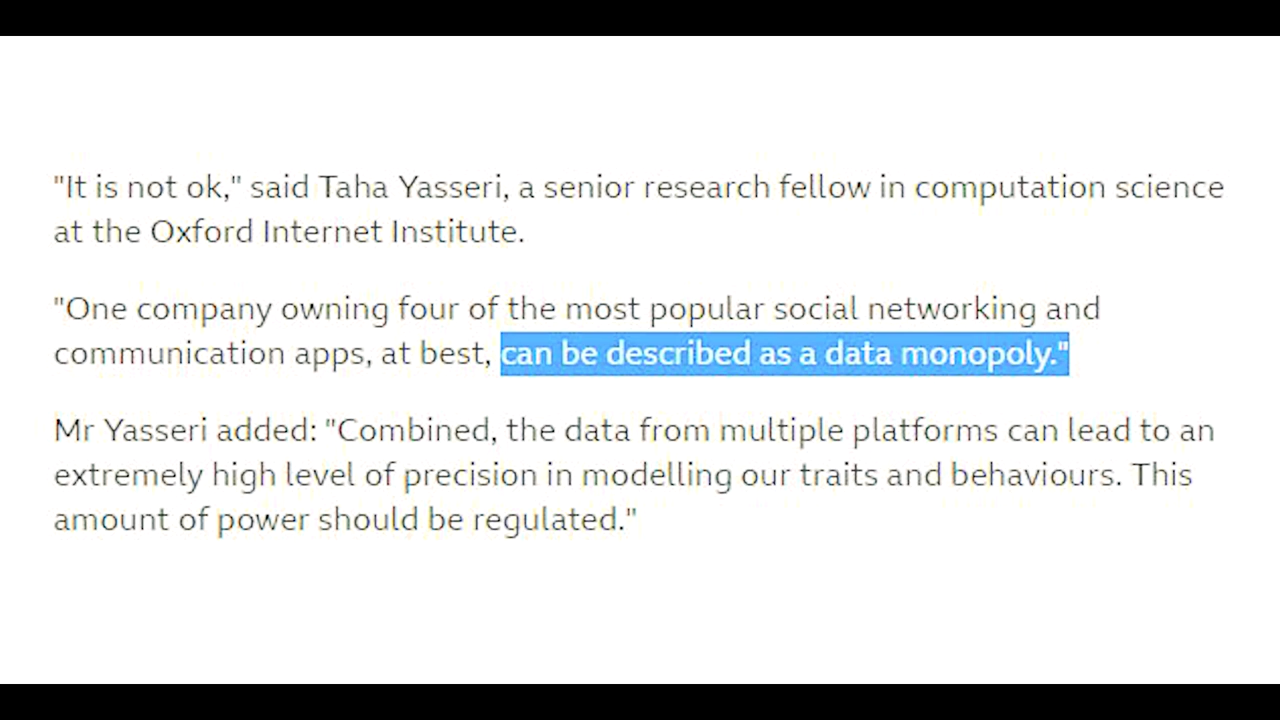 "It is not ok," said Taha Yasseri, a senior research fellow in computation science
at the Oxford Internet Institute.
"One company owning four of the most popular social networking and
communication apps, at best, can be described as a data monopoly."
Mr Yasseri added: "Combined, the data from multiple platforms can lead to an
extremely high level of precision in modelling our traits and behaviours. This
amount of power should be regulated."